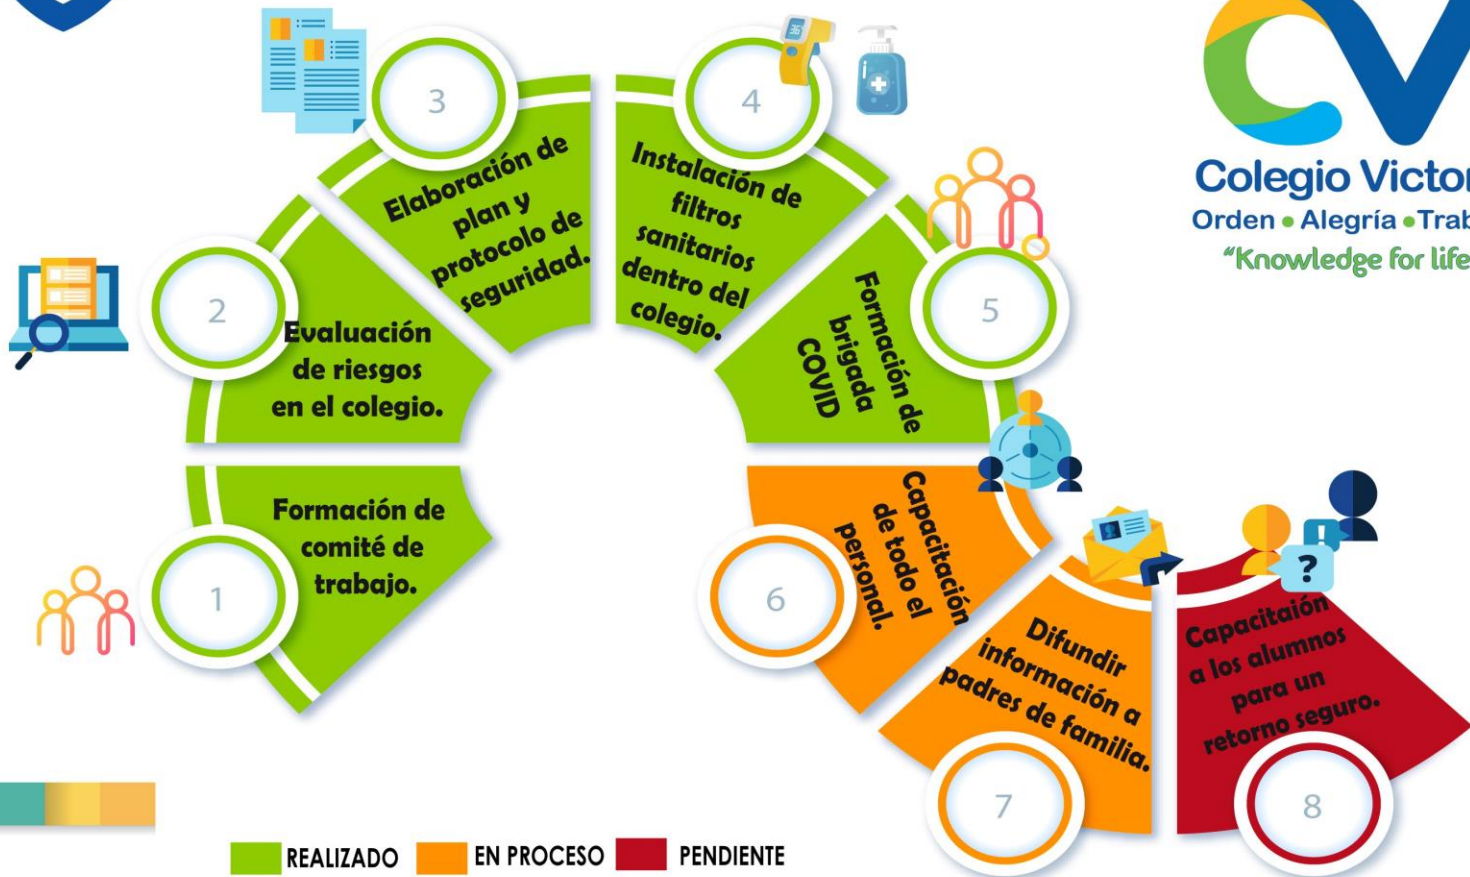 1
Formación de
comité de
trabajo.
2
Evaluación
de riesgos
en el colegio.
3
Elaboración de
plan y
protocolo de
seguridad.
4
36
Instalación de
filtros
sanitarios
dentro del
colegio.
5
Formación de
brigada
COVID
6
Capacitación
de todo el
personal.
7
Difundir
información a
padres de familia.
8
!
?
Capacitaión
a los alumnos
para un
retorno seguro.
CV
Colegio Victor
Orden • Alegría • Trab
“Knowledge for life
REALIZADO EN PROCESO PENDIENTE